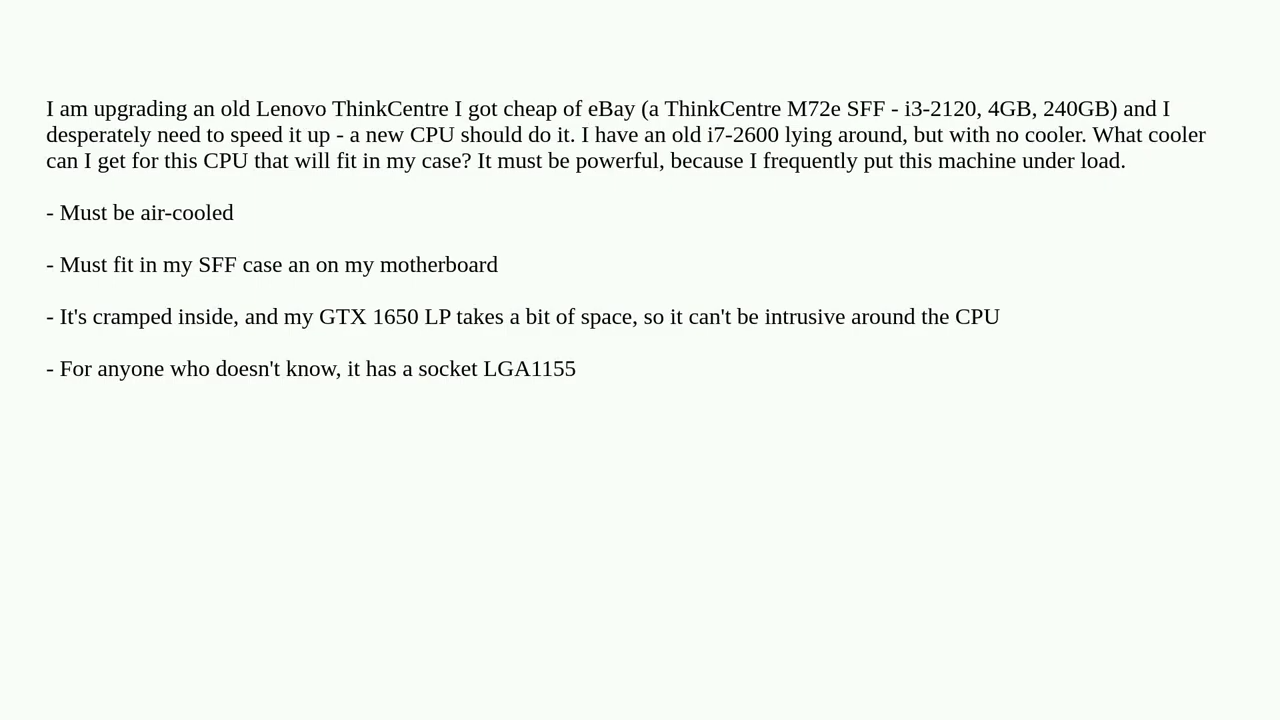 I am upgrading an old Lenovo ThinkCentre I got cheap of eBay (a ThinkCentre M72e SFF - i3-2120, 4GB, 240GB) and I
desperately need to speed it up - a new CPU should do it. I have an old i7-2600 lying around, but with no cooler. What cooler
can I get for this CPU that will fit in my case? It must be powerful, because I frequently put this machine under load.
- Must be air-cooled
- Must fit in my SFF case an on my motherboard
- It's cramped inside, and my GTX 1650 LP takes a bit of space, so it can't be intrusive around the CPU
- For anyone who doesn't know, it has a socket LGA1155